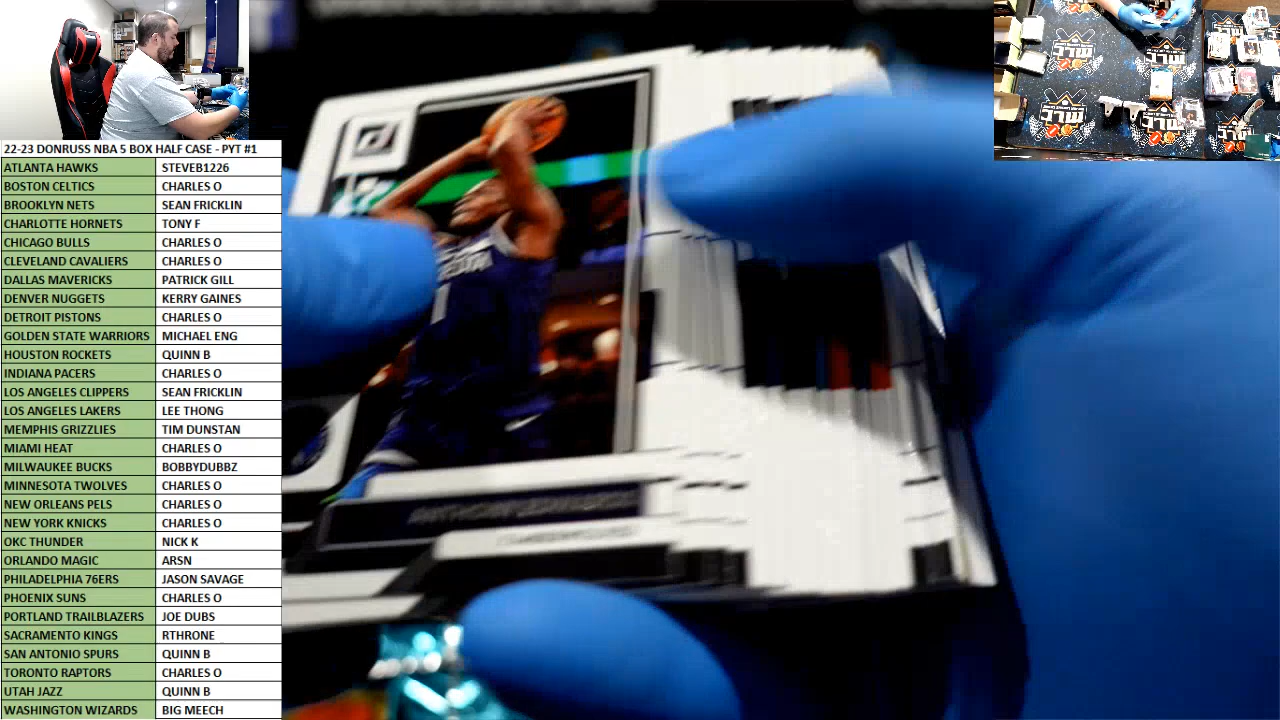 22-23 DONRUSS NBA 5 BOX HALF CASE - PYT #1
ATLANTA HAWKS STEVEB1226
BOSTON CELTICS CHARLES O
BROOKLYN NETS SEAN FRICKLIN
CHARLOTTE HORNETS TONY F
CHICAGO BULLS CHARLES O
CLEVELAND CAVALIERS CHARLES O
DALLAS MAVERICKS PATRICK GILL
DENVER NUGGETS KERRY GAINES
DETROIT PISTONS CHARLES O
GOLDEN STATE WARRIORS MICHAEL ENG
HOUSTON ROCKETS QUINN B
INDIANA PACERS CHARLES O
LOS ANGELES CLIPPERS SEAN FRICKLIN
LOS ANGELES LAKERS LEE THONG
MEMPHIS GRIZZLIES TIM DUNSTAN
MIAMI HEAT CHARLES O
MILWAUKEE BUCKS BOBBYDUBBZ
MINNESOTA TWOLVES CHARLES O
NEW ORLEANS PELS CHARLES O
NEW YORK KNICKS CHARLES O
OKC THUNDER NICK K
ORLANDO MAGIC ARSN
PHILADELPHIA 76ERS JASON SAVAGE
PHOENIX SUNS CHARLES O
PORTLAND TRAILBLAZERS JOE DUBS
SACRAMENTO KINGS RTHRONE
SAN ANTONIO SPURS QUINN B
TORONTO RAPTORS CHARLES O
UTAH JAZZ QUINN B
WASHINGTON WIZARDS BIG MEECH